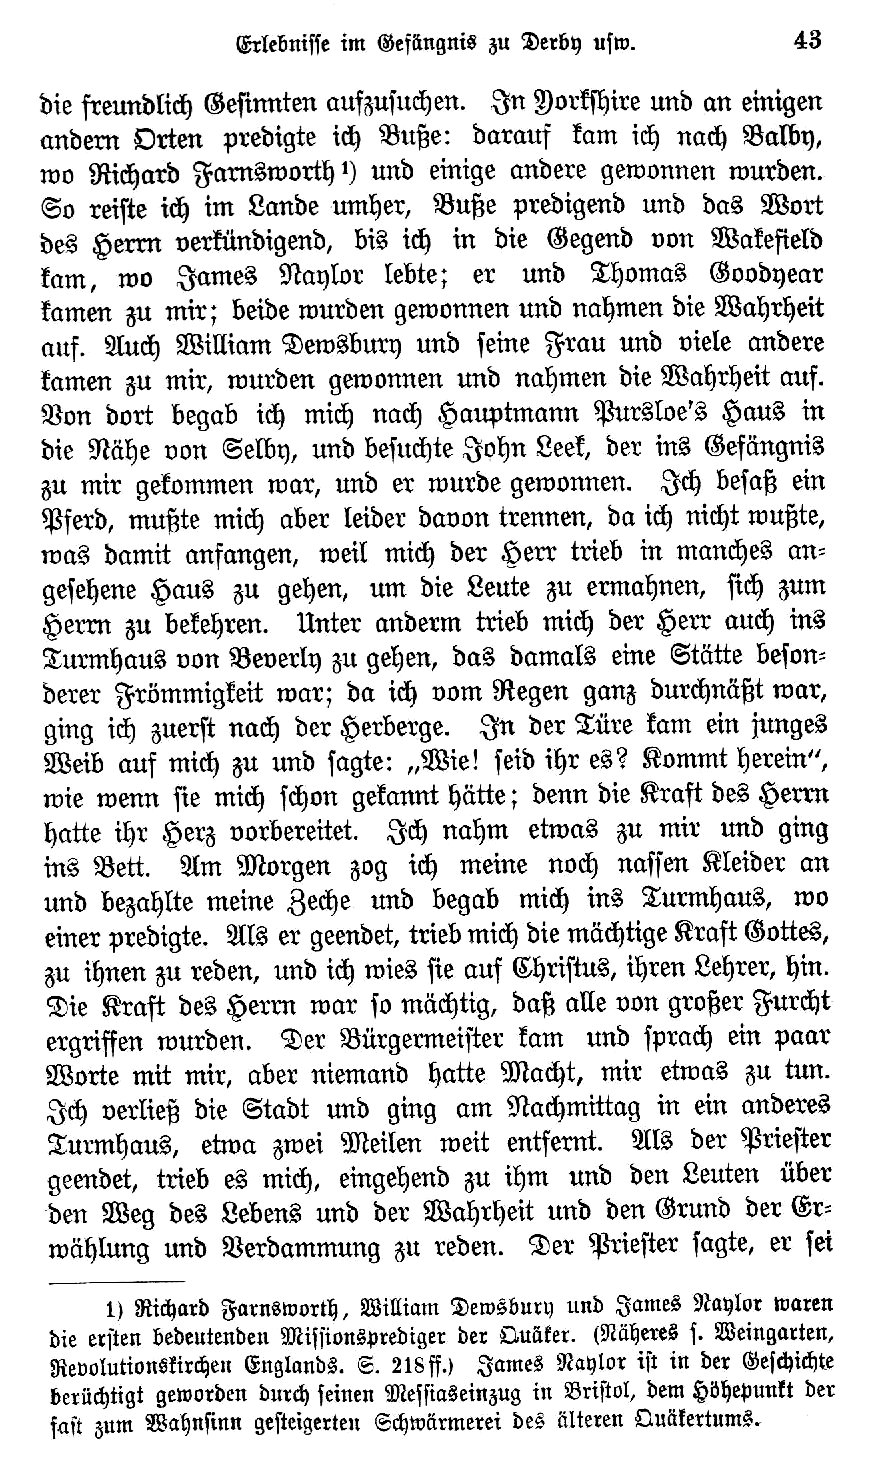 Erlebnisse im Gefängnis zu Derby usw. 43
die freundlich Gesinnten aufzusuchen. In Yorkshire und an einigen
andern Orten predigte ich Buße: darauf kam ich nach Balby,
wo Richard Farnsworth¹) und einige andere gewonnen wurden.
So reiste ich im Lande umher, Buße predigend und das Wort
des Herrn verkündigend, bis ich in die Gegend von Wakefield
kam, wo James Naylor lebte; er und Thomas Goodyear
kamen zu mir; beide wurden gewonnen und nahmen die Wahrheit
auf. Auch William Dewsbury und seine Frau und viele andere
kamen zu mir, wurden gewonnen und nahmen die Wahrheit auf.
Von dort begab ich mich nach Hauptmann Pursloe's Haus in
die Nähe von Selby, und besuchte John Leek, der ins Gefängnis
zu mir gekommen war, und er wurde gewonnen. Ich besaß ein
Pferd, mußte mich aber leider davon trennen, da ich nicht wußte,
was damit anfangen, weil mich der Herr trieb in manches an-
gesehene Haus zu gehen, um die Leute zu ermahnen, sich zum
Herrn zu bekehren. Unter anderm trieb mich der Herr auch ins
Turmhaus von Beverly zu gehen, das damals eine Stätte beson-
derer Frömmigkeit war; da ich vom Regen ganz durchnäßt war,
ging ich zuerst nach der Herberge. In der Türe kam ein junges
Weib auf mich zu und sagte: „Wie! seid ihr es? Kommt herein“,
wie wenn sie mich schon gekannt hätte; denn die Kraft des Herrn
hatte ihr Herz vorbereitet. Ich nahm etwas zu mir und ging
ins Bett. Am Morgen zog ich meine noch nassen Kleider an
und bezahlte meine Zeche und begab mich ins Turmhaus, wo
einer predigte. Als er geendet, trieb mich die mächtige Kraft Gottes,
zu ihnen zu reden, und ich wies sie auf Christus, ihren Lehrer, hin.
Die Kraft des Herrn war so mächtig, daß alle von großer Furcht
ergriffen wurden. Der Bürgermeister kam und sprach ein paar
Worte mit mir, aber niemand hatte Macht, mir etwas zu tun.
Ich verließ die Stadt und ging am Nachmittag in ein anderes
Turmhaus, etwa zwei Meilen weit entfernt. Als der Priester
geendet, trieb es mich, eingehend zu ihm und den Leuten über
den Weg des Lebens und der Wahrheit und den Grund der Er-
wählung und Verdammung zu reden. Der Priester sagte, er sei
1) Richard Farnsworth, William Dewsbury und James Naylor waren
die ersten bedeutenden Missionsprediger der Quäker. (Näheres s. Weingarten,
Revolutionskirchen Englands. S. 218 ff.) James Naylor ist in der Geschichte
berüchtigt geworden durch seinen Messiaseinzug in Bristol, dem Höhepunkt der
fast zum Wahnsinn gesteigerten Schwärmerei des älteren Quäkertums.